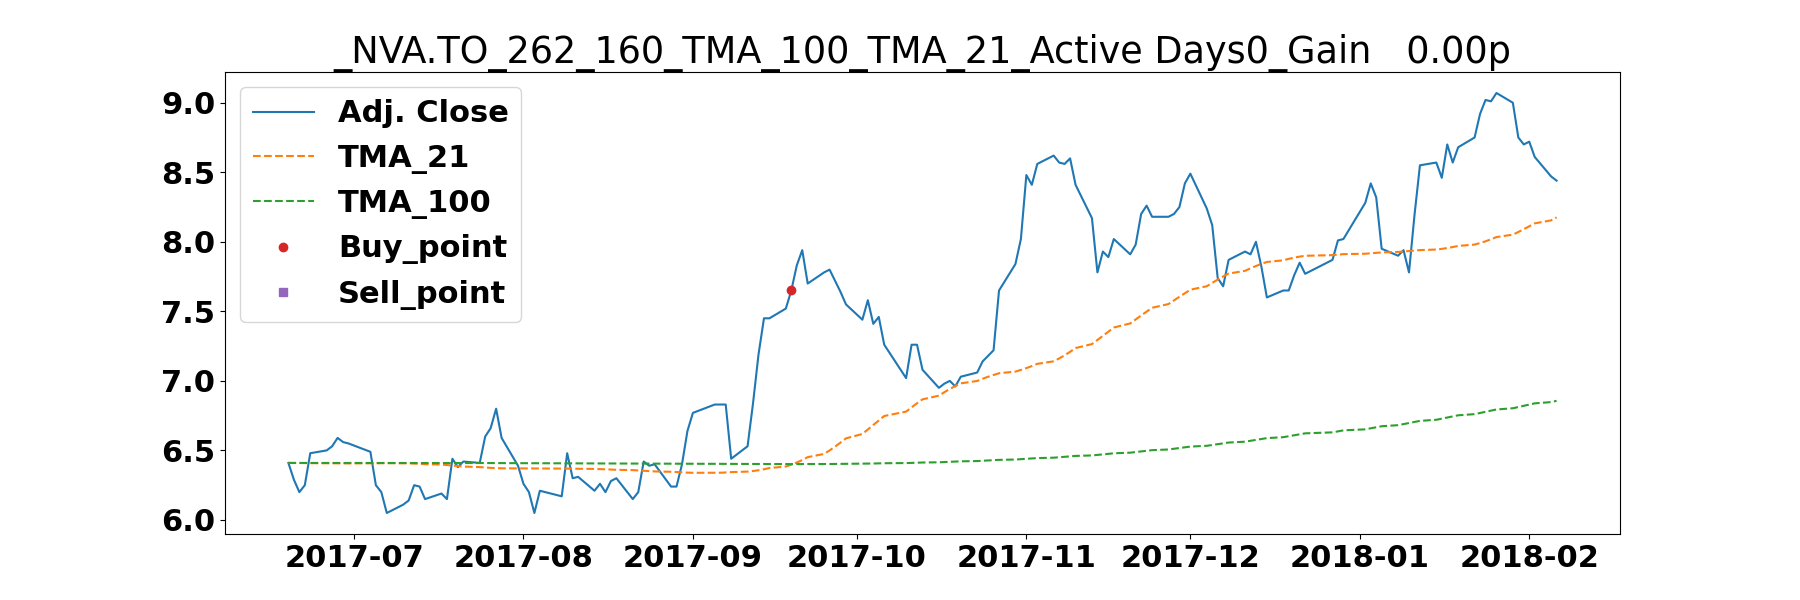 _NVA.TO_262_160_TMA_100_TMA_21_Active Days0_Gain   0.00p
Adj. Close
TMA_21
TMA_100
Buy_point
Sell_point
9.0
8.5
8.0
7.5
7.0
6.5
6.0
2017-07 2017-08 2017-09 2017-10 2017-11 2017-12 2018-01 2018-02